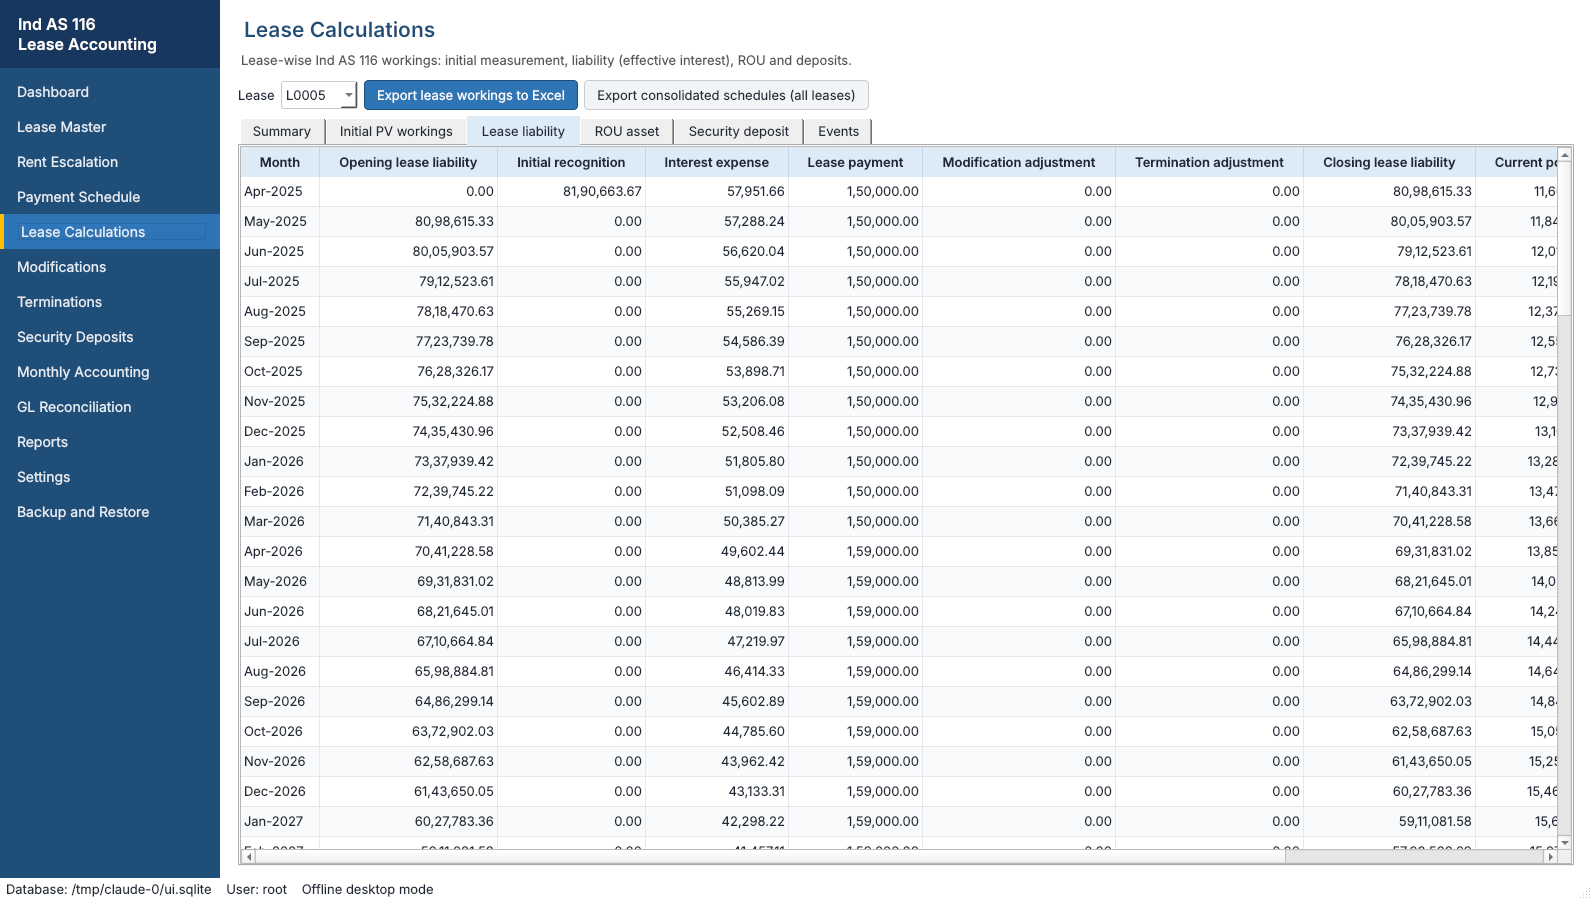 Ind AS 116
Lease Accounting
Dashboard
Lease Master
Rent Escalation
Payment Schedule
Lease Calculations
Modifications
Terminations
Security Deposits
Monthly Accounting
GL Reconciliation
Reports
Settings
Backup and Restore
Lease Calculations
Lease-wise Ind AS 116 workings: initial measurement, liability (effective interest), ROU and deposits.
Lease L0005 Export lease workings to Excel Export consolidated schedules (all leases)
Summary Initial PV workings Lease liability ROU asset Security deposit Events
Month Opening lease liability Initial recognition Interest expense Lease payment Modification adjustment Termination adjustment Closing lease liability Current
Apr-2025 0.00 81,90,663.67 57,951.66 1,50,000.00 0.00 0.00 80,98,615.33
May-2025 80,98,615.33 0.00 57,288.24 1,50,000.00 0.00 0.00 80,05,903.57
Jun-2025 80,05,903.57 0.00 56,620.04 1,50,000.00 0.00 0.00 79,12,523.61
Jul-2025 79,12,523.61 0.00 55,947.02 1,50,000.00 0.00 0.00 78,18,470.63
Aug-2025 78,18,470.63 0.00 55,269.15 1,50,000.00 0.00 0.00 77,23,739.78
Sep-2025 77,23,739.78 0.00 54,586.39 1,50,000.00 0.00 0.00 76,28,326.17
Oct-2025 76,28,326.17 0.00 53,898.71 1,50,000.00 0.00 0.00 75,32,224.88
Nov-2025 75,32,224.88 0.00 53,206.08 1,50,000.00 0.00 0.00 74,35,430.96
Dec-2025 74,35,430.96 0.00 52,508.46 1,50,000.00 0.00 0.00 73,37,939.42
Jan-2026 73,37,939.42 0.00 51,805.80 1,50,000.00 0.00 0.00 72,39,745.22
Feb-2026 72,39,745.22 0.00 51,098.09 1,50,000.00 0.00 0.00 71,40,843.31
Mar-2026 71,40,843.31 0.00 50,385.27 1,50,000.00 0.00 0.00 70,41,228.58
Apr-2026 70,41,228.58 0.00 49,602.44 1,59,000.00 0.00 0.00 69,31,831.02
May-2026 69,31,831.02 0.00 48,813.99 1,59,000.00 0.00 0.00 68,21,645.01
Jun-2026 68,21,645.01 0.00 48,019.83 1,59,000.00 0.00 0.00 67,10,664.84
Jul-2026 67,10,664.84 0.00 47,219.97 1,59,000.00 0.00 0.00 65,98,884.81
Aug-2026 65,98,884.81 0.00 46,414.33 1,59,000.00 0.00 0.00 64,86,299.14
Sep-2026 64,86,299.14 0.00 45,602.89 1,59,000.00 0.00 0.00 63,72,902.03
Oct-2026 63,72,902.03 0.00 44,785.60 1,59,000.00 0.00 0.00 62,58,687.63
Nov-2026 62,58,687.63 0.00 43,962.42 1,59,000.00 0.00 0.00 61,43,650.05
Dec-2026 61,43,650.05 0.00 43,133.31 1,59,000.00 0.00 0.00 60,27,783.36
Jan-2027 60,27,783.36 0.00 42,298.22 1,59,000.00 0.00 0.00 59,11,081.58
Database: /tmp/claude-0/ui.sqlite User: root Offline desktop mode